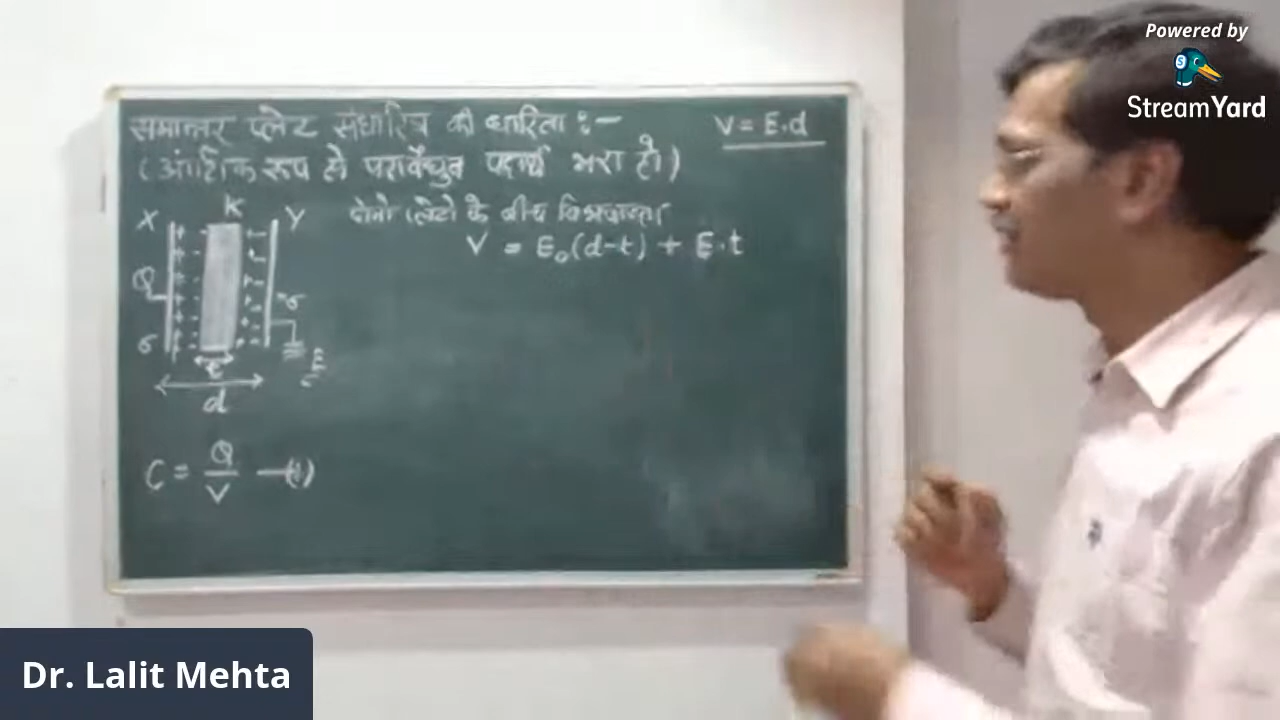 Powered by
StreamYard
समान्तर प्लेट संधारित्र की धारिता :-
V = E.d
(आंशिक रूप से परावैद्युत पदार्थ भरा हो)
K
X
Y
दोनो प्लेटो के बीच विभवान्तर
V = E₀(d-t) + E.t
Q
-σ
σ
t
E
d
C = Q/V —(1)
Dr. Lalit Mehta